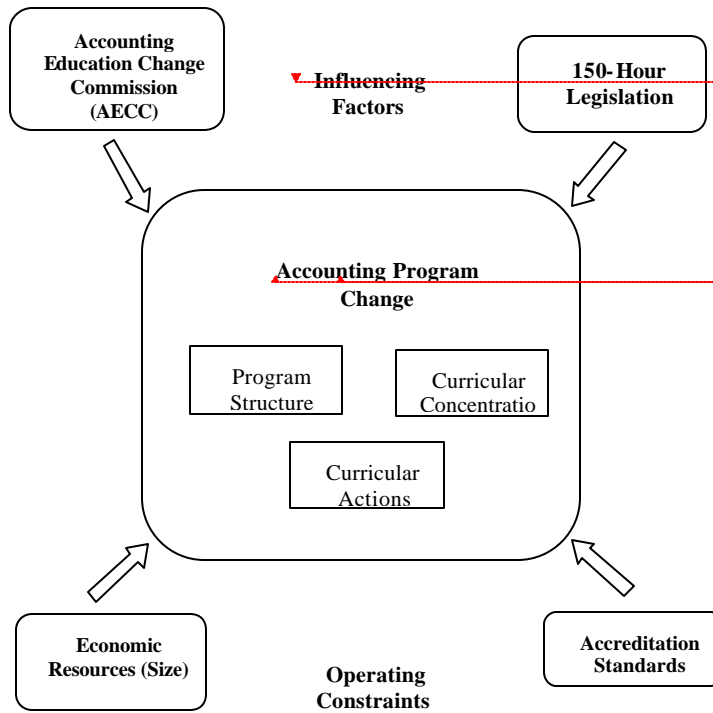 Accounting
Education Change
Commission
(AECC)
Influencing
Factors
150-Hour
Legislation
Accounting Program
Change
Program
Structure
Curricular
Concentratio
Curricular
Actions
Economic
Resources (Size)
Operating
Constraints
Accreditation
Standards